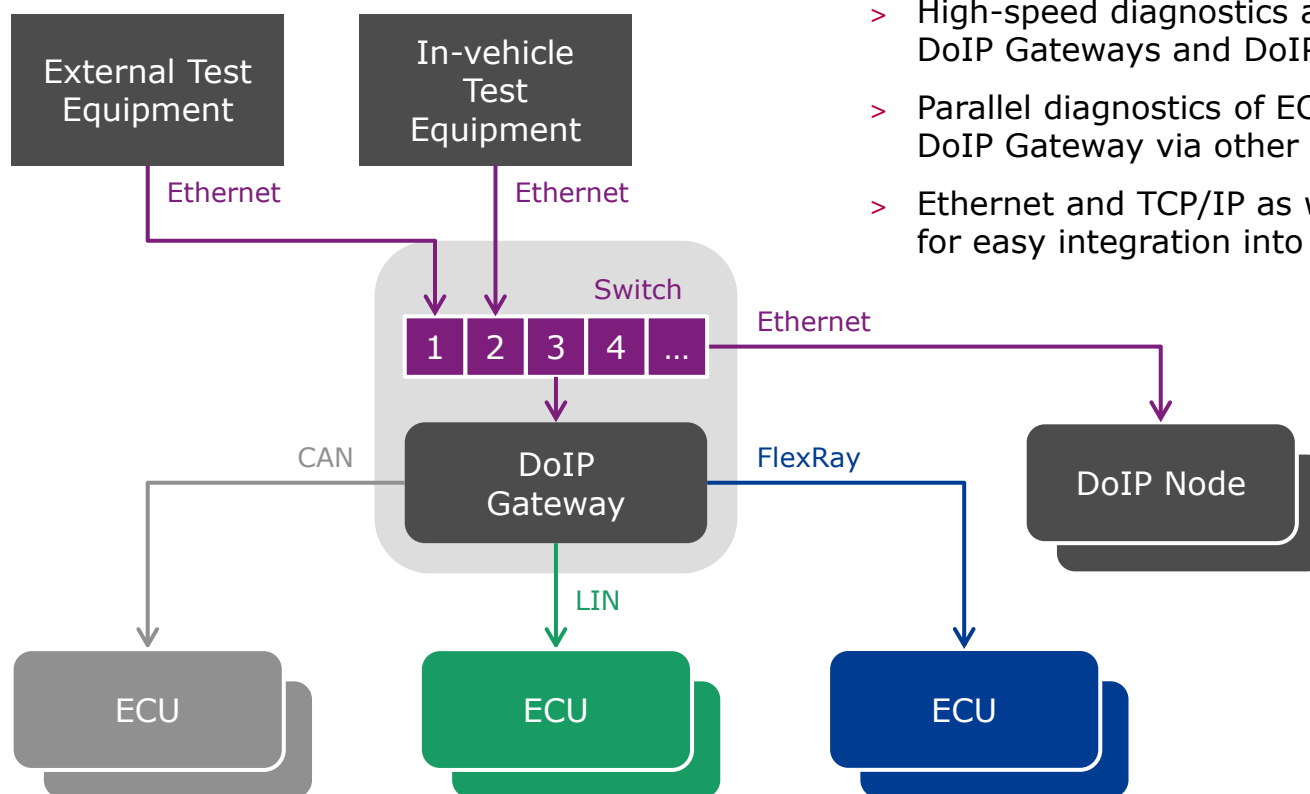 External Test
Equipment
In-vehicle
Test
Equipment
> High-speed diagnostics
DoIP Gateways and
> Parallel diagnostics of
DoIP Gateway via other
> Ethernet and TCP/IP as
for easy integration into
Ethernet
Ethernet
Switch
1 2 3 4 ...
Ethernet
CAN
DoIP
Gateway
FlexRay
DoIP Node
LIN
ECU
ECU
ECU